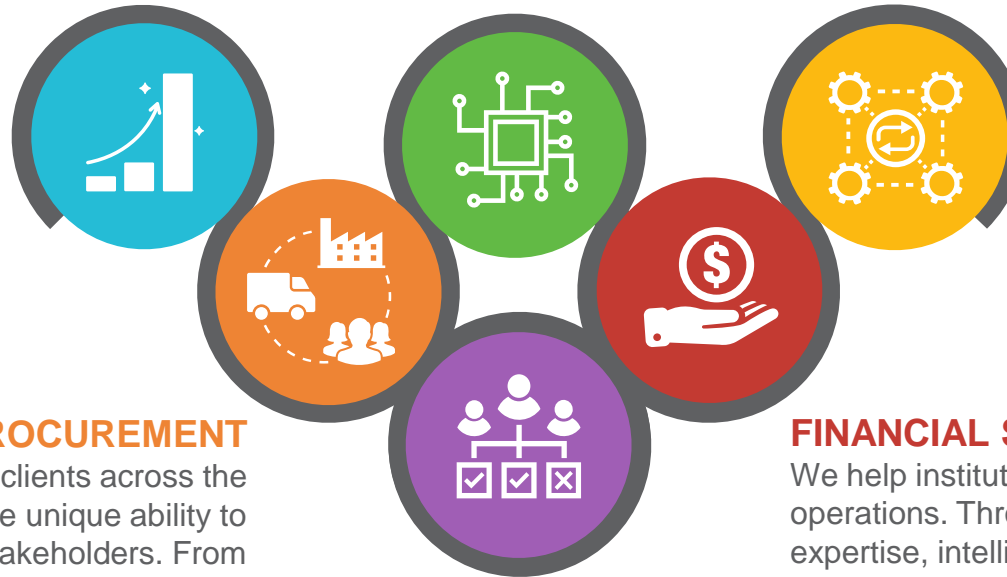 $
ROCUREMENT
clients across the
e unique ability to
akeholders. From
FINANCIAL S
We help institut
operations. Thr
expertise, intelli